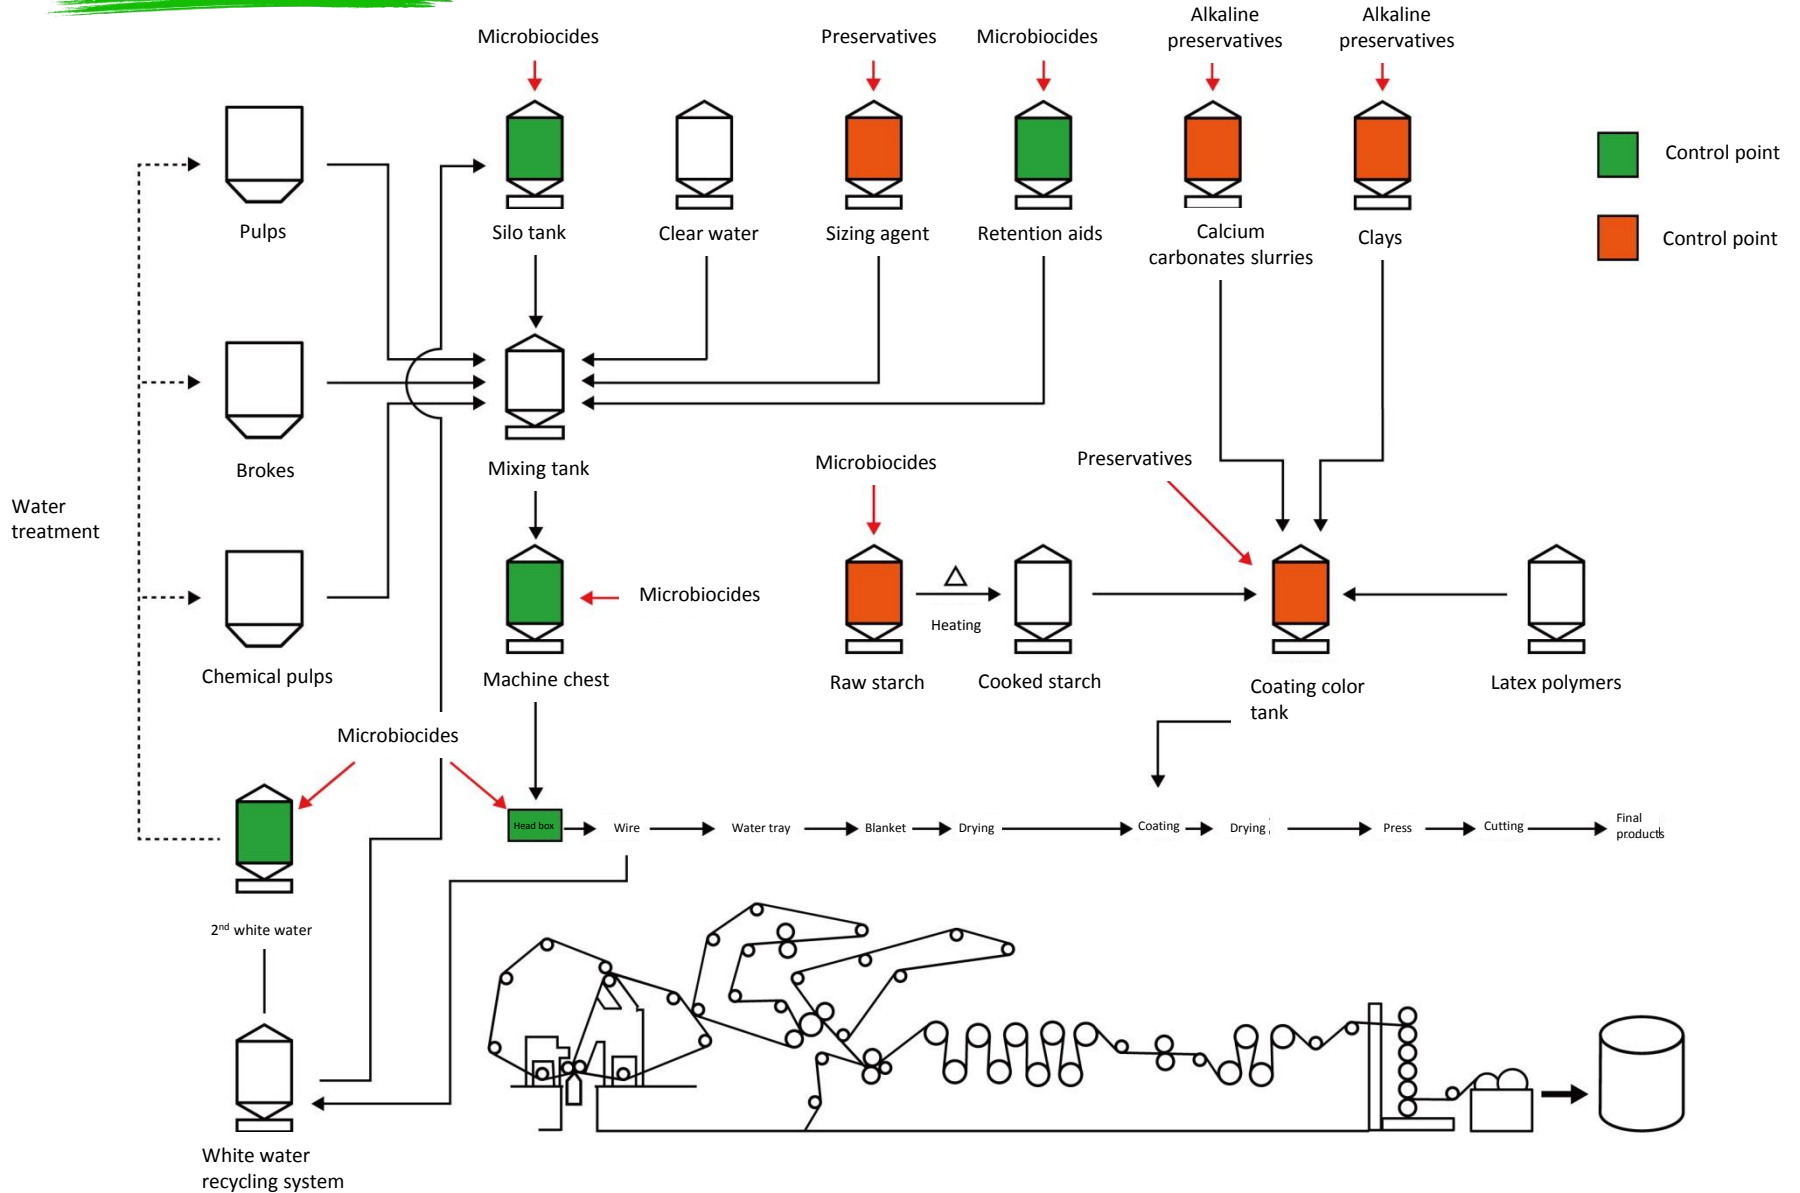 Microbiocides
Preservatives
Microbiocides
Alkaline
preservatives
Alkaline
preservatives
Control point
Control point
Pulps
Silo tank
Clear water
Sizing agent
Retention aids
Calcium
carbonates slurries
Clays
Brokes
Mixing tank
Microbiocides
Preservatives
Water
treatment
Heating
Microbiocides
Chemical pulps
Machine chest
Raw starch
Cooked starch
Coating color
tank
Latex polymers
Microbiocides
Head box
Wire
Water tray
Blanket
Drying
Coating
Drying
Press
Cutting
Final
products
2nd white water
White water
recycling system